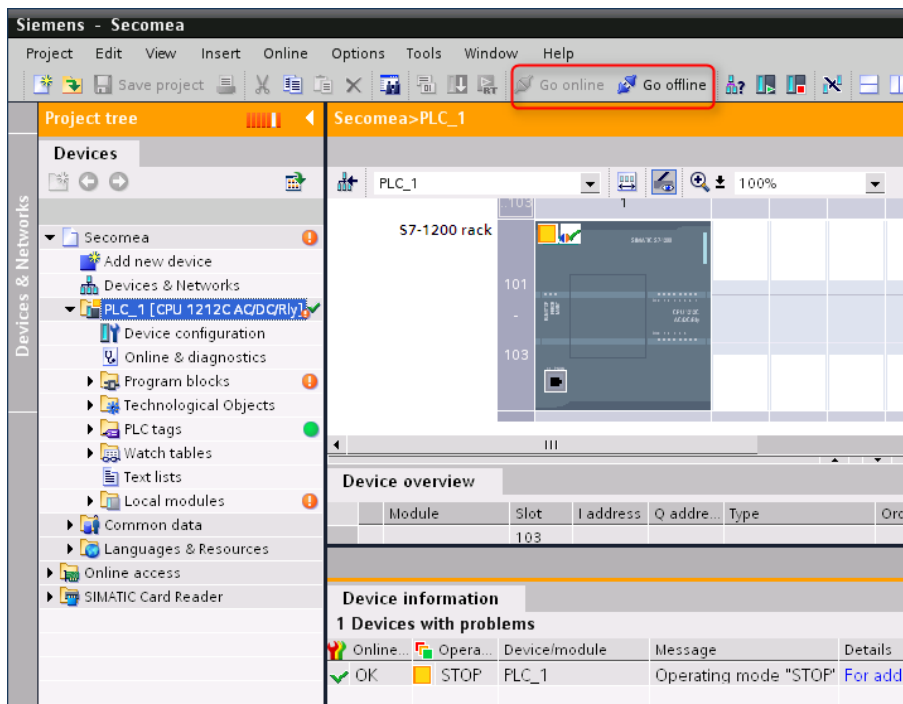 Siemens - Secomea
Project Edit View Insert Online Options Tools Window Help
Save project RT Go online Go offline
Project tree
Secomea>PLC_1
Devices
PLC_1 100%
Devices & Networks
103 1
S7-1200 rack
101
-
103
Secomea
Add new device
Devices & Networks
PLC_1 [CPU 1212C AC/DC/Rly]
Device configuration
Online & diagnostics
Program blocks
Technological Objects
PLC tags
Watch tables
Text lists
Local modules
Common data
Languages & Resources
Online access
SIMATIC Card Reader
Device overview
Module Slot I address Q addre... Type Orc
103
Device information
1 Devices with problems
Online... Opera... Device/module Message Details
OK STOP PLC_1 Operating mode "STOP" For add